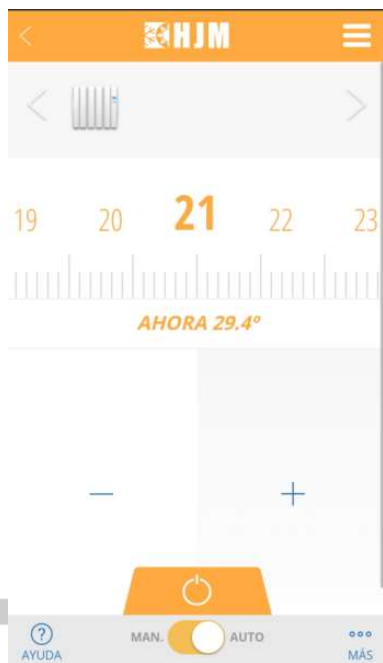 HJM
19 20 21 22 23
AHORA 29.4º
MAN. AUTO
AYUDA
MÁS